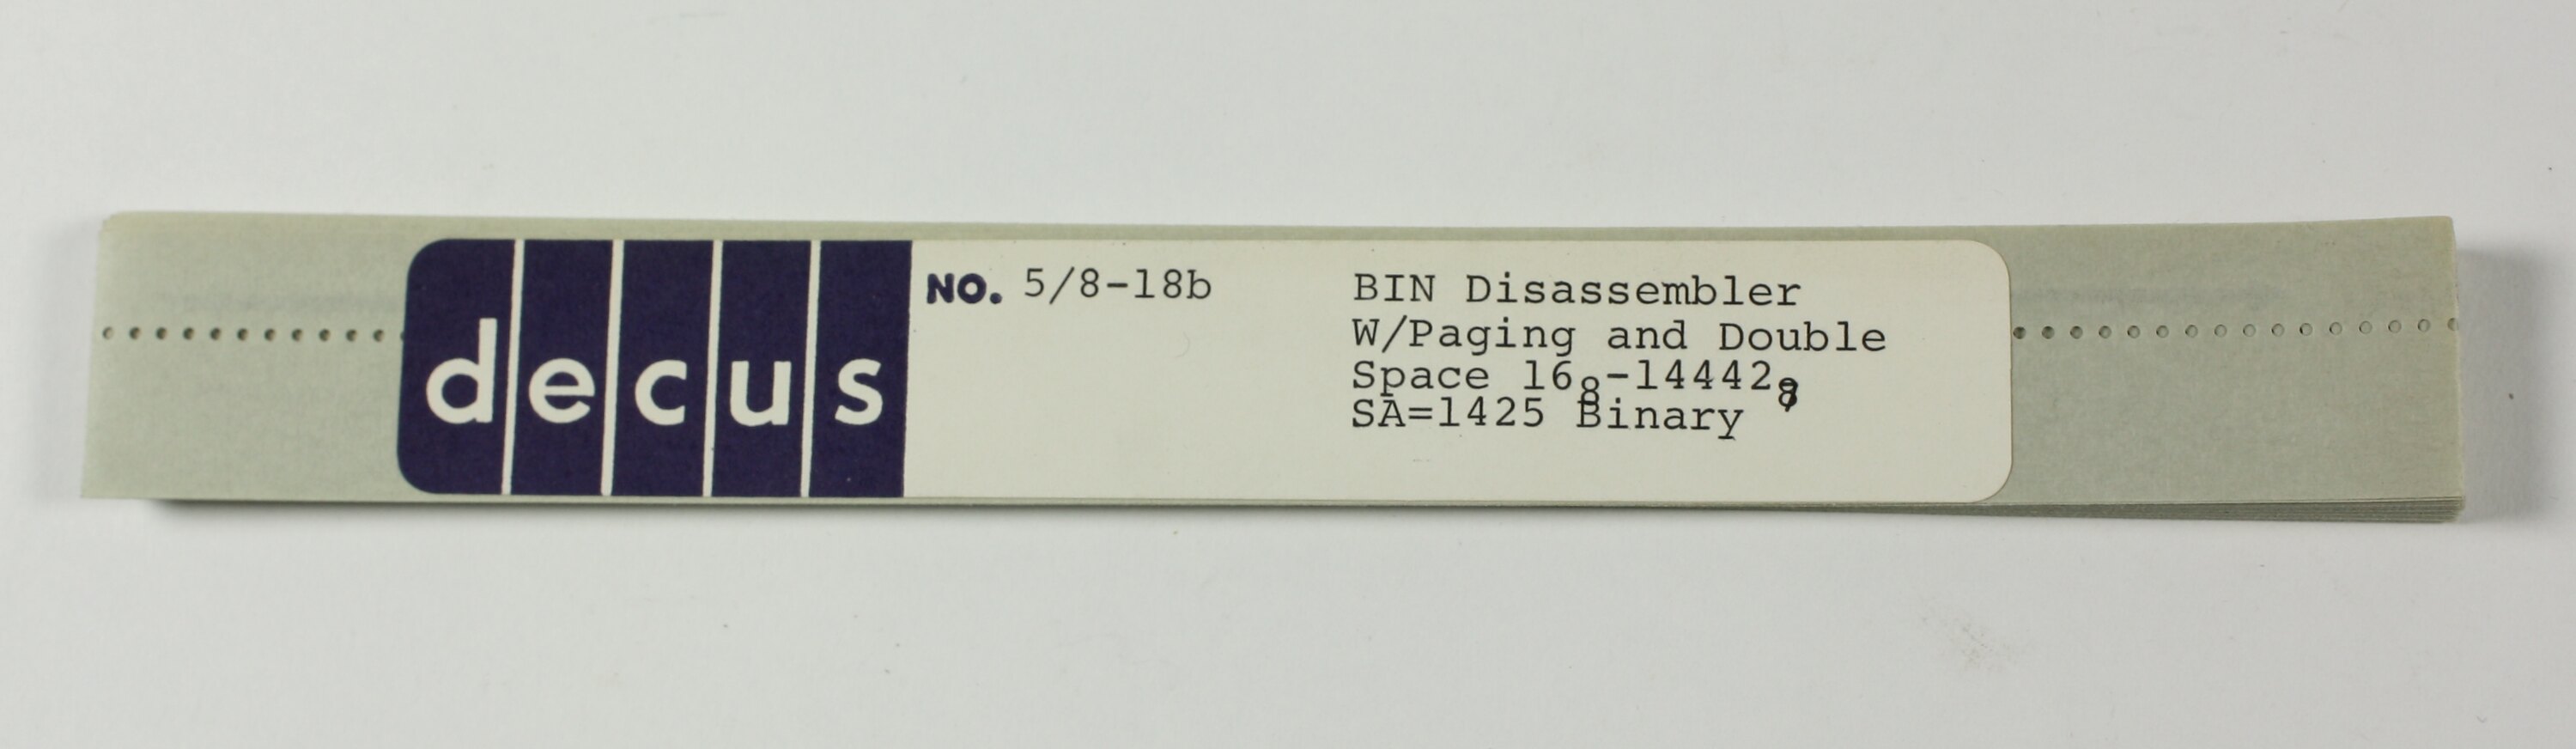 decus
NO. 5/8-18b
BIN Disassembler
W/Paging and Double
Space 16₈-14442₈
SA=1425 Binary ,